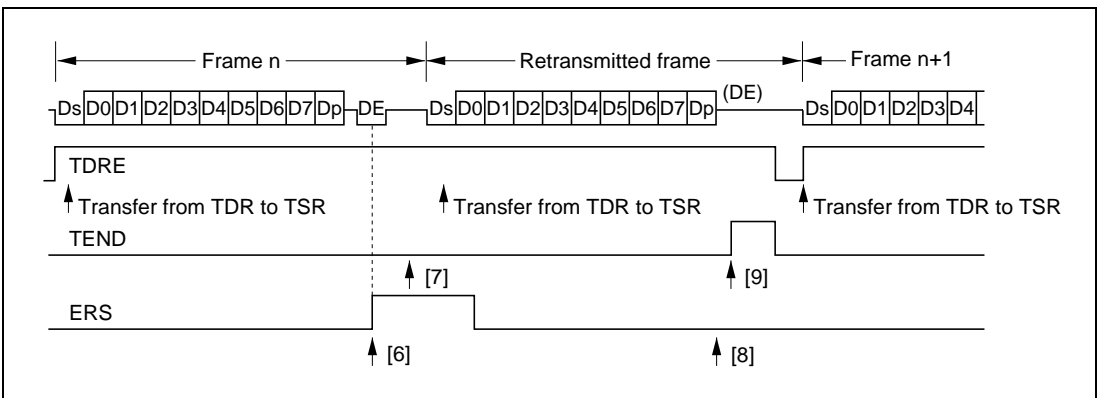 Frame n Retransmitted frame Frame n+1
(DE)
Ds D0 D1 D2 D3 D4 D5 D6 D7 Dp DE Ds D0 D1 D2 D3 D4 D5 D6 D7 Dp Ds D0 D1 D2 D3 D4
TDRE
Transfer from TDR to TSR Transfer from TDR to TSR Transfer from TDR to TSR
TEND
[7] [9]
ERS
[6] [8]